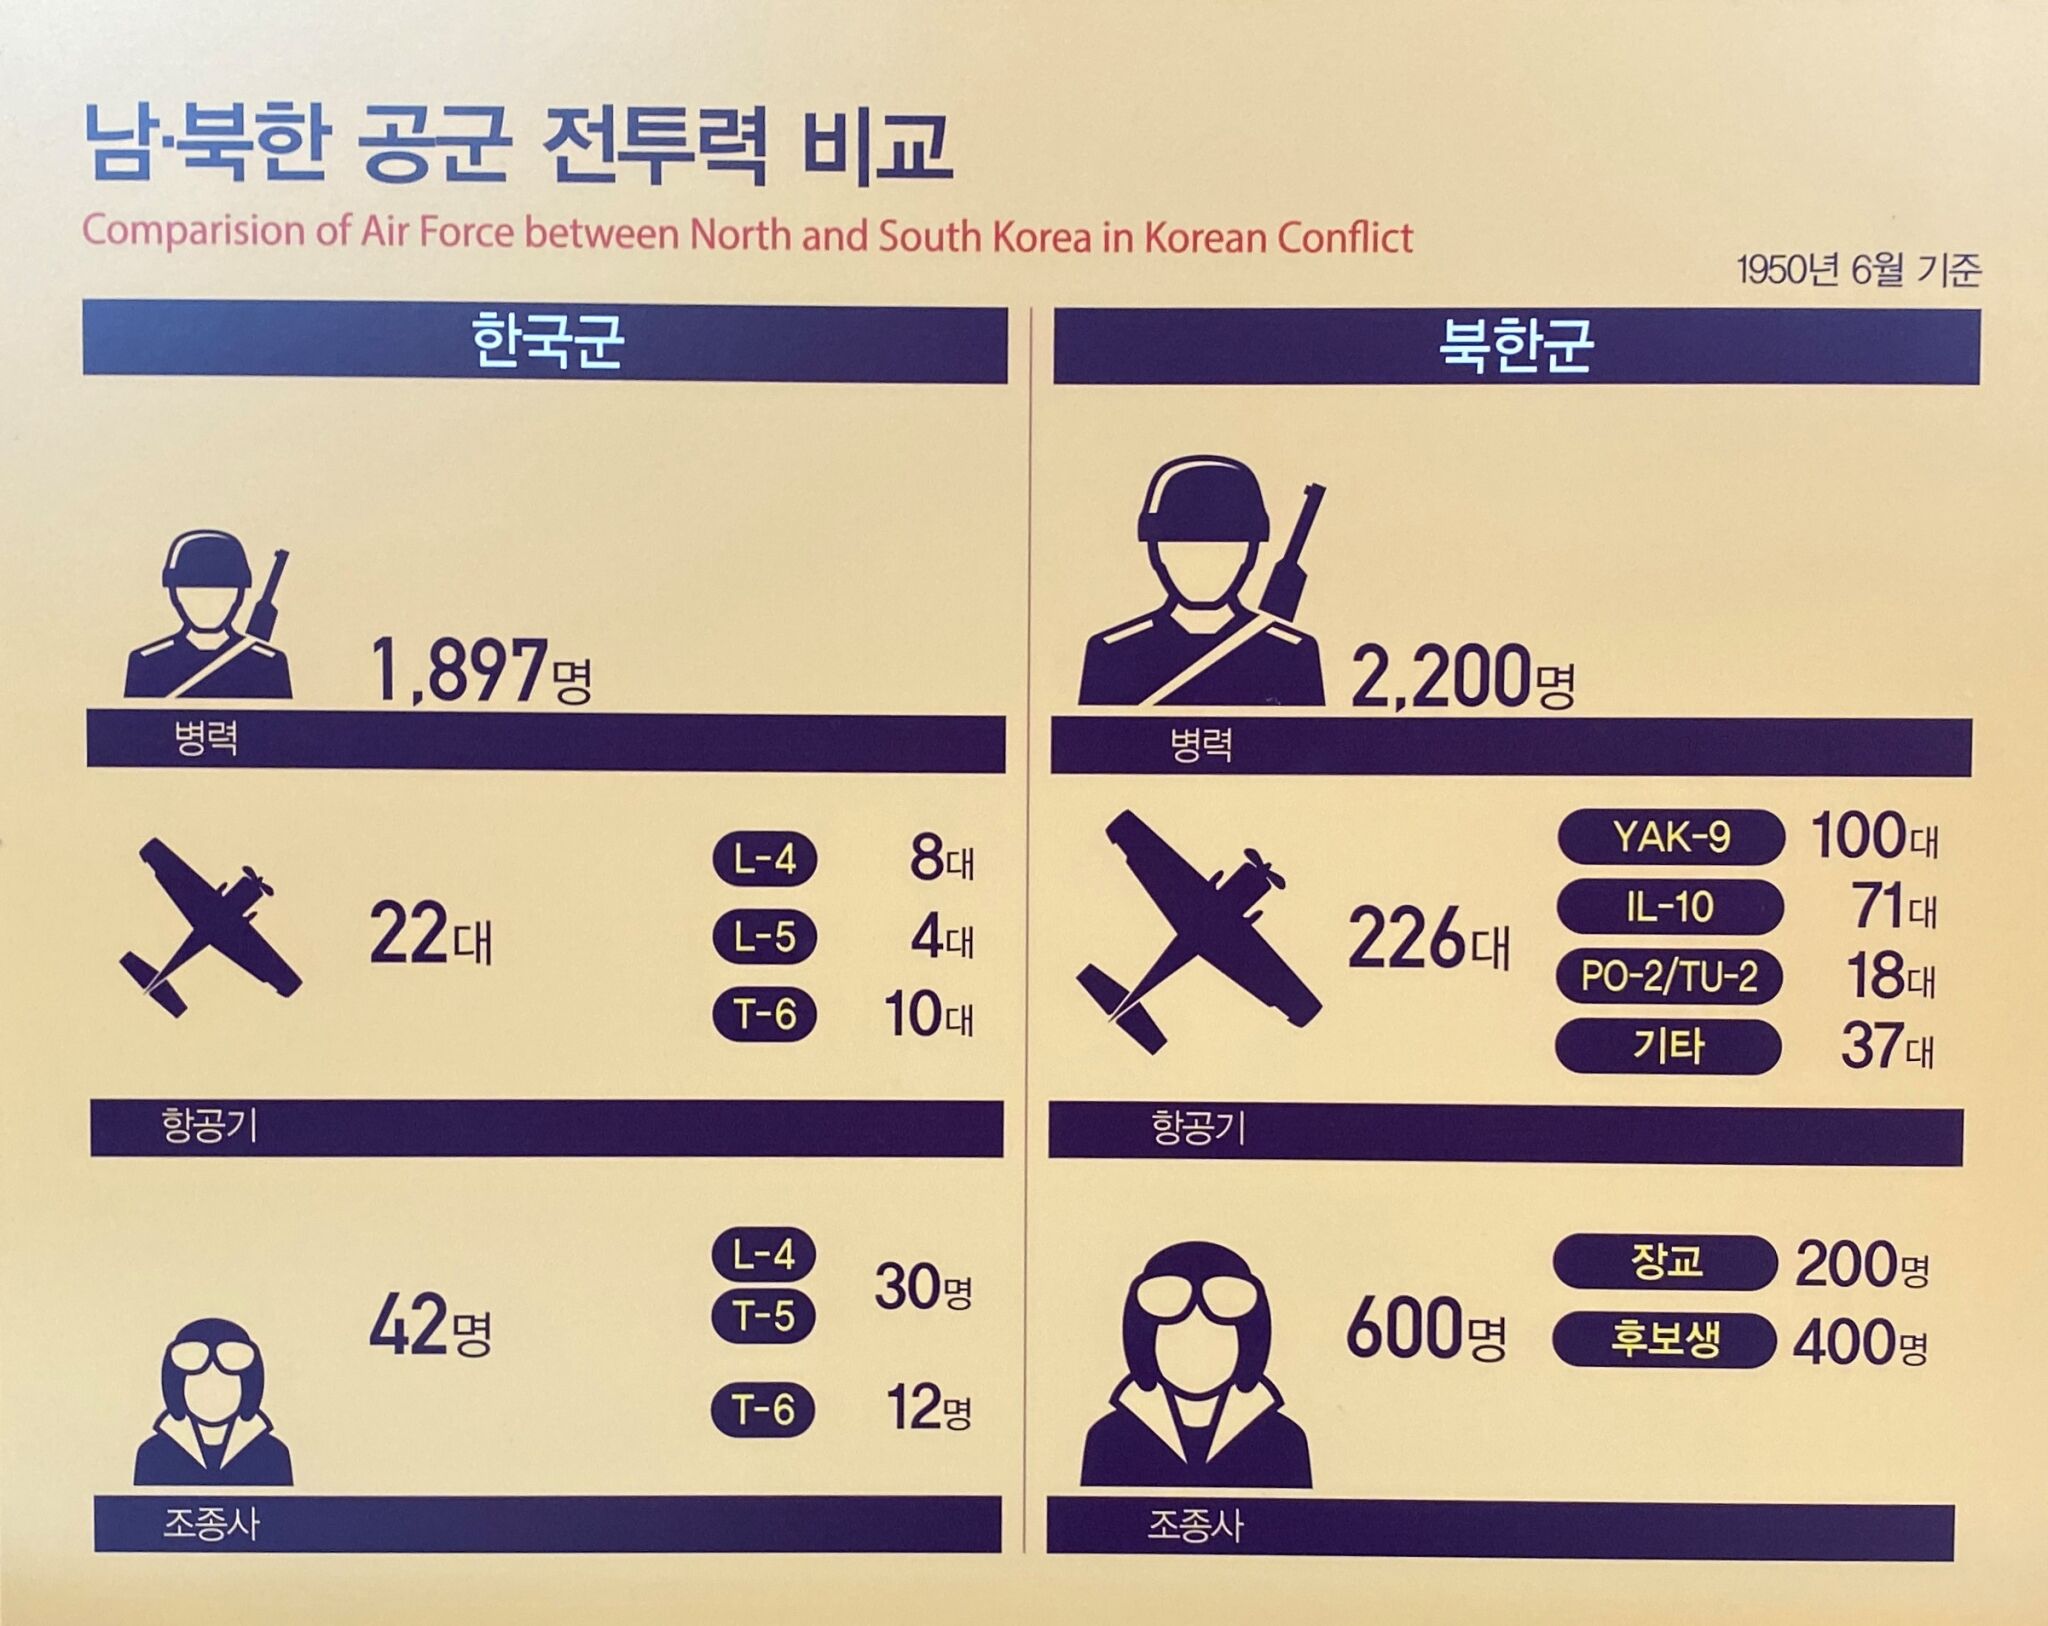 남·북한 공군 전투력 비교
Comparision of Air Force between North and South Korea in Korean Conflict
1950년 6월 기준
한국군
1,897명
병력
22대
L-4 8대
L-5 4대
T-6 10대
항공기
42명
L-4
T-5
30명
T-6 12명
조종사
북한군
2,200명
병력
226대
YAK-9 100대
IL-10 71대
PO-2/TU-2 18대
기타 37대
항공기
600명
장교 200명
후보생 400명
조종사